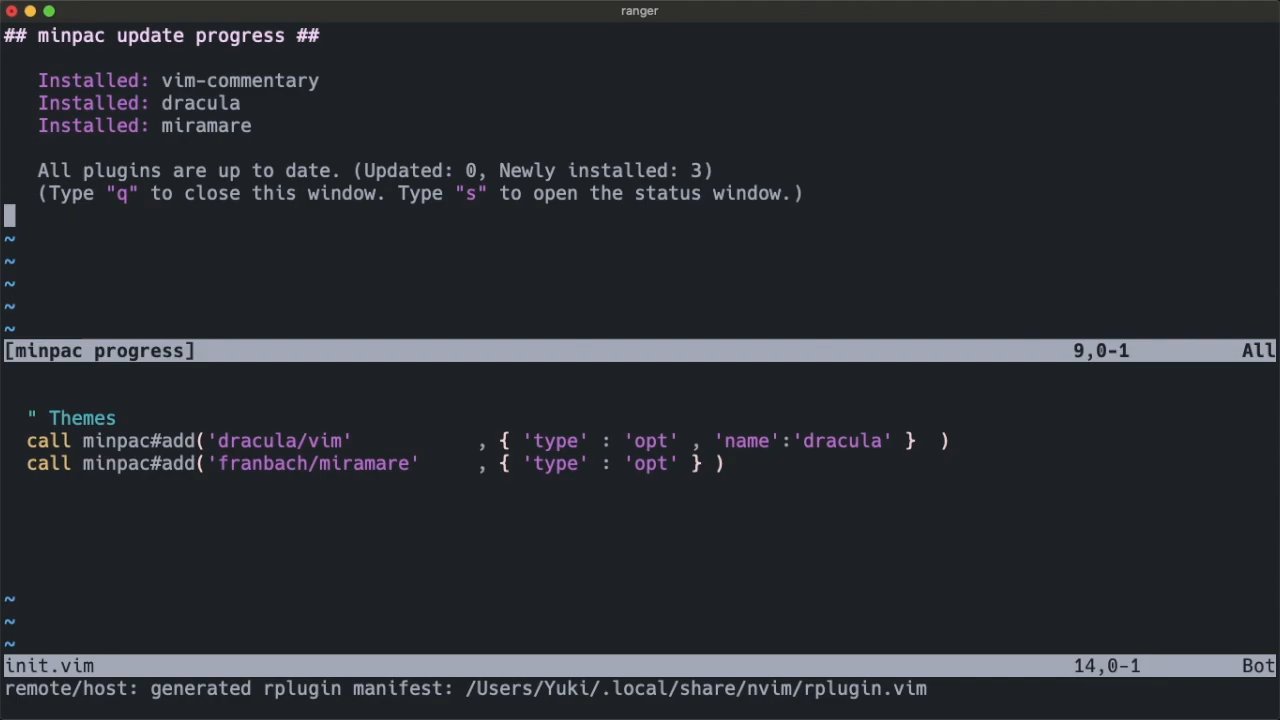 ranger
## minpac update progress ##
Installed: vim-commentary
Installed: dracula
Installed: miramare
All plugins are up to date. (Updated: 0, Newly installed: 3)
(Type "q" to close this window. Type "s" to open the status window.)
~
~
~
~
~
[minpac progress] 9,0-1 All
" Themes
call minpac#add('dracula/vim' , { 'type' : 'opt' , 'name':'dracula' } )
call minpac#add('franbach/miramare' , { 'type' : 'opt' } )
~
~
~
init.vim 14,0-1 Bot
remote/host: generated rplugin manifest: /Users/Yuki/.local/share/nvim/rplugin.vim